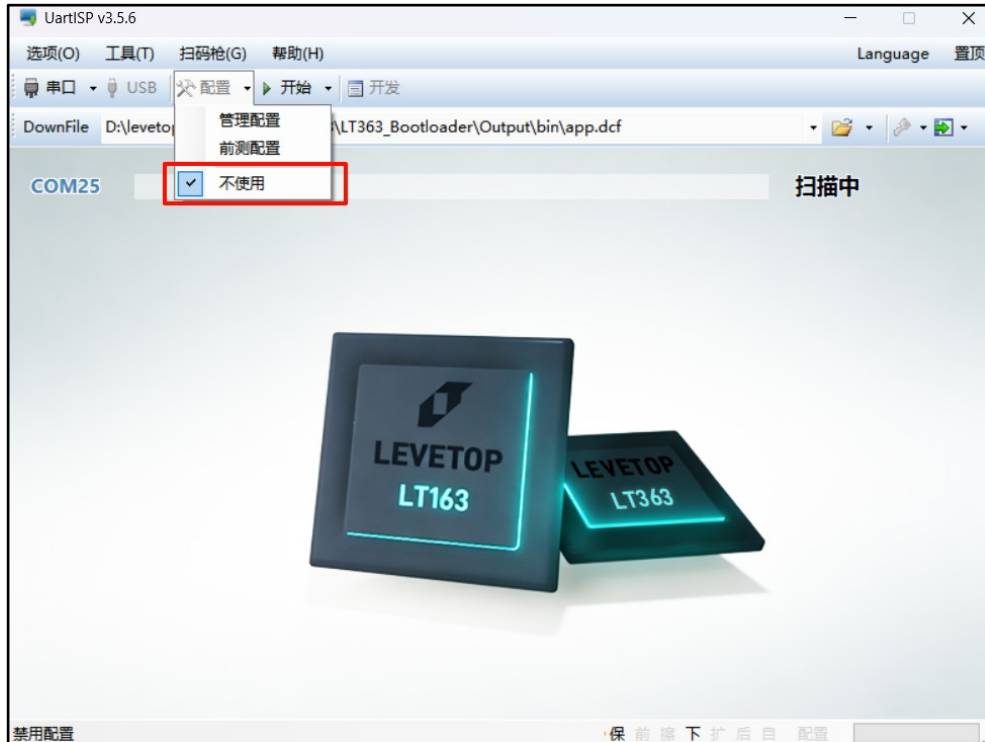 UartISP v3.5.6
选项(O) 工具(T) 扫码枪(G) 帮助(H) Language 置顶
串口 USB 配置 开始 开发
管理配置
DownFile D:\leveto \LT363_Bootloader\Output\bin\app.dcf
前测配置
COM25 不使用 扫描中
LEVETOP
LT163
LEVETOP
LT363
禁用配置 保 前 擦 下 扩 后 自 配置